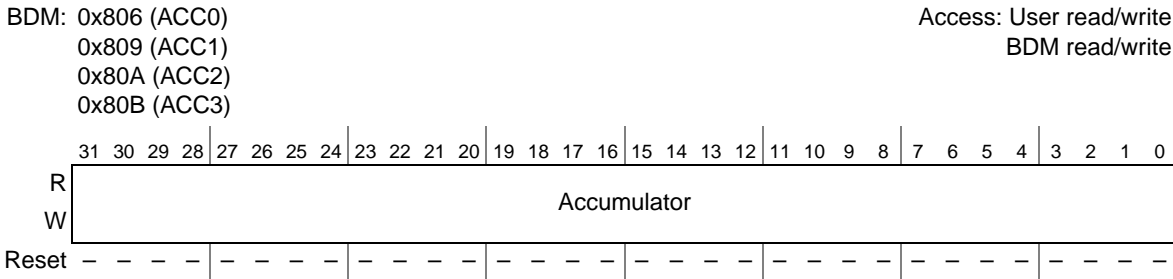 BDM: 0x806 (ACC0) Access: User read/write
0x809 (ACC1) BDM read/write
0x80A (ACC2)
0x80B (ACC3)
31 30 29 28 27 26 25 24 23 22 21 20 19 18 17 16 15 14 13 12 11 10 9 8 7 6 5 4 3 2 1 0
R
Accumulator
W
Reset – – – – – – – – – – – – – – – – – – – – – – – – – – – – – – – –